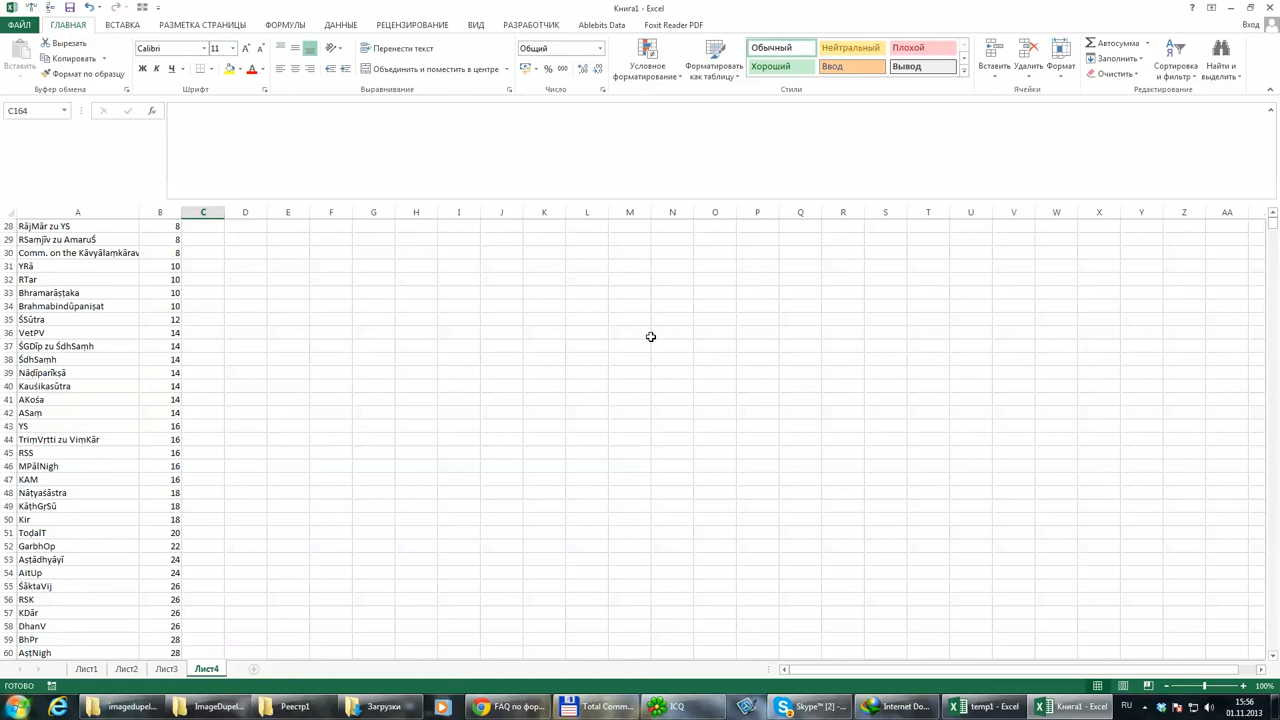 Книга1 - Excel
Вход
ФАЙЛ ГЛАВНАЯ ВСТАВКА РАЗМЕТКА СТРАНИЦЫ ФОРМУЛЫ ДАННЫЕ РЕЦЕНЗИРОВАНИЕ ВИД РАЗРАБОТЧИК Ablebits Data Foxit Reader PDF
Вставить
Вырезать
Копировать
Формат по образцу
Буфер обмена
Calibri 11
Ж Ч
Шрифт
Перенести текст
Объединить и поместить в центре
Выравнивание
Общий
% 000
Число
Условное форматирование
Форматировать как таблицу
Обычный Нейтральный Плохой
Хороший Ввод Вывод
Стили
Вставить Удалить Формат
Ячейки
Автосумма
Заполнить
Очистить
Сортировка и фильтр
Найти и выделить
Редактирование
C164
fx
A B C D E F G H I J K L M N O P Q R S T U V W X Y Z AA
28 RājMār zu YS 8
29 RSaṃjīv zu AmaruŚ 8
30 Comm. on the Kāvyālaṃkārav 8
31 YRā 10
32 RTar 10
33 Bhramarāṣṭaka 10
34 Brahmabindūpaniṣat 10
35 ŚSūtra 12
36 VetPV 14
37 ŚGDīp zu ŚdhSaṃh 14
38 ŚdhSaṃh 14
39 Nāḍīparīkṣā 14
40 Kauśikasūtra 14
41 AKośa 14
42 ASaṃ 14
43 YS 16
44 TriṃVṛtti zu ViṃKār 16
45 RSS 16
46 MPālNigh 16
47 KAM 16
48 Nāṭyaśāstra 18
49 KāṭhGṛSū 18
50 Kir 18
51 ToḍalT 20
52 GarbhOp 22
53 Aṣṭādhyāyī 24
54 AitUp 24
55 ŚāktaVij 26
56 RSK 26
57 KDār 26
58 DhanV 26
59 BhPr 28
60 AṣṭNigh 28
Лист1 Лист2 Лист3 Лист4
ГОТОВО
100%
imagedupel... ImageDupel... Реестр1 Загрузки FAQ по фор... Total Comm... ICQ Skype™ [2] -... Internet Do... temp1 - Excel Книга1 - Excel
RU
15:56
01.11.2013